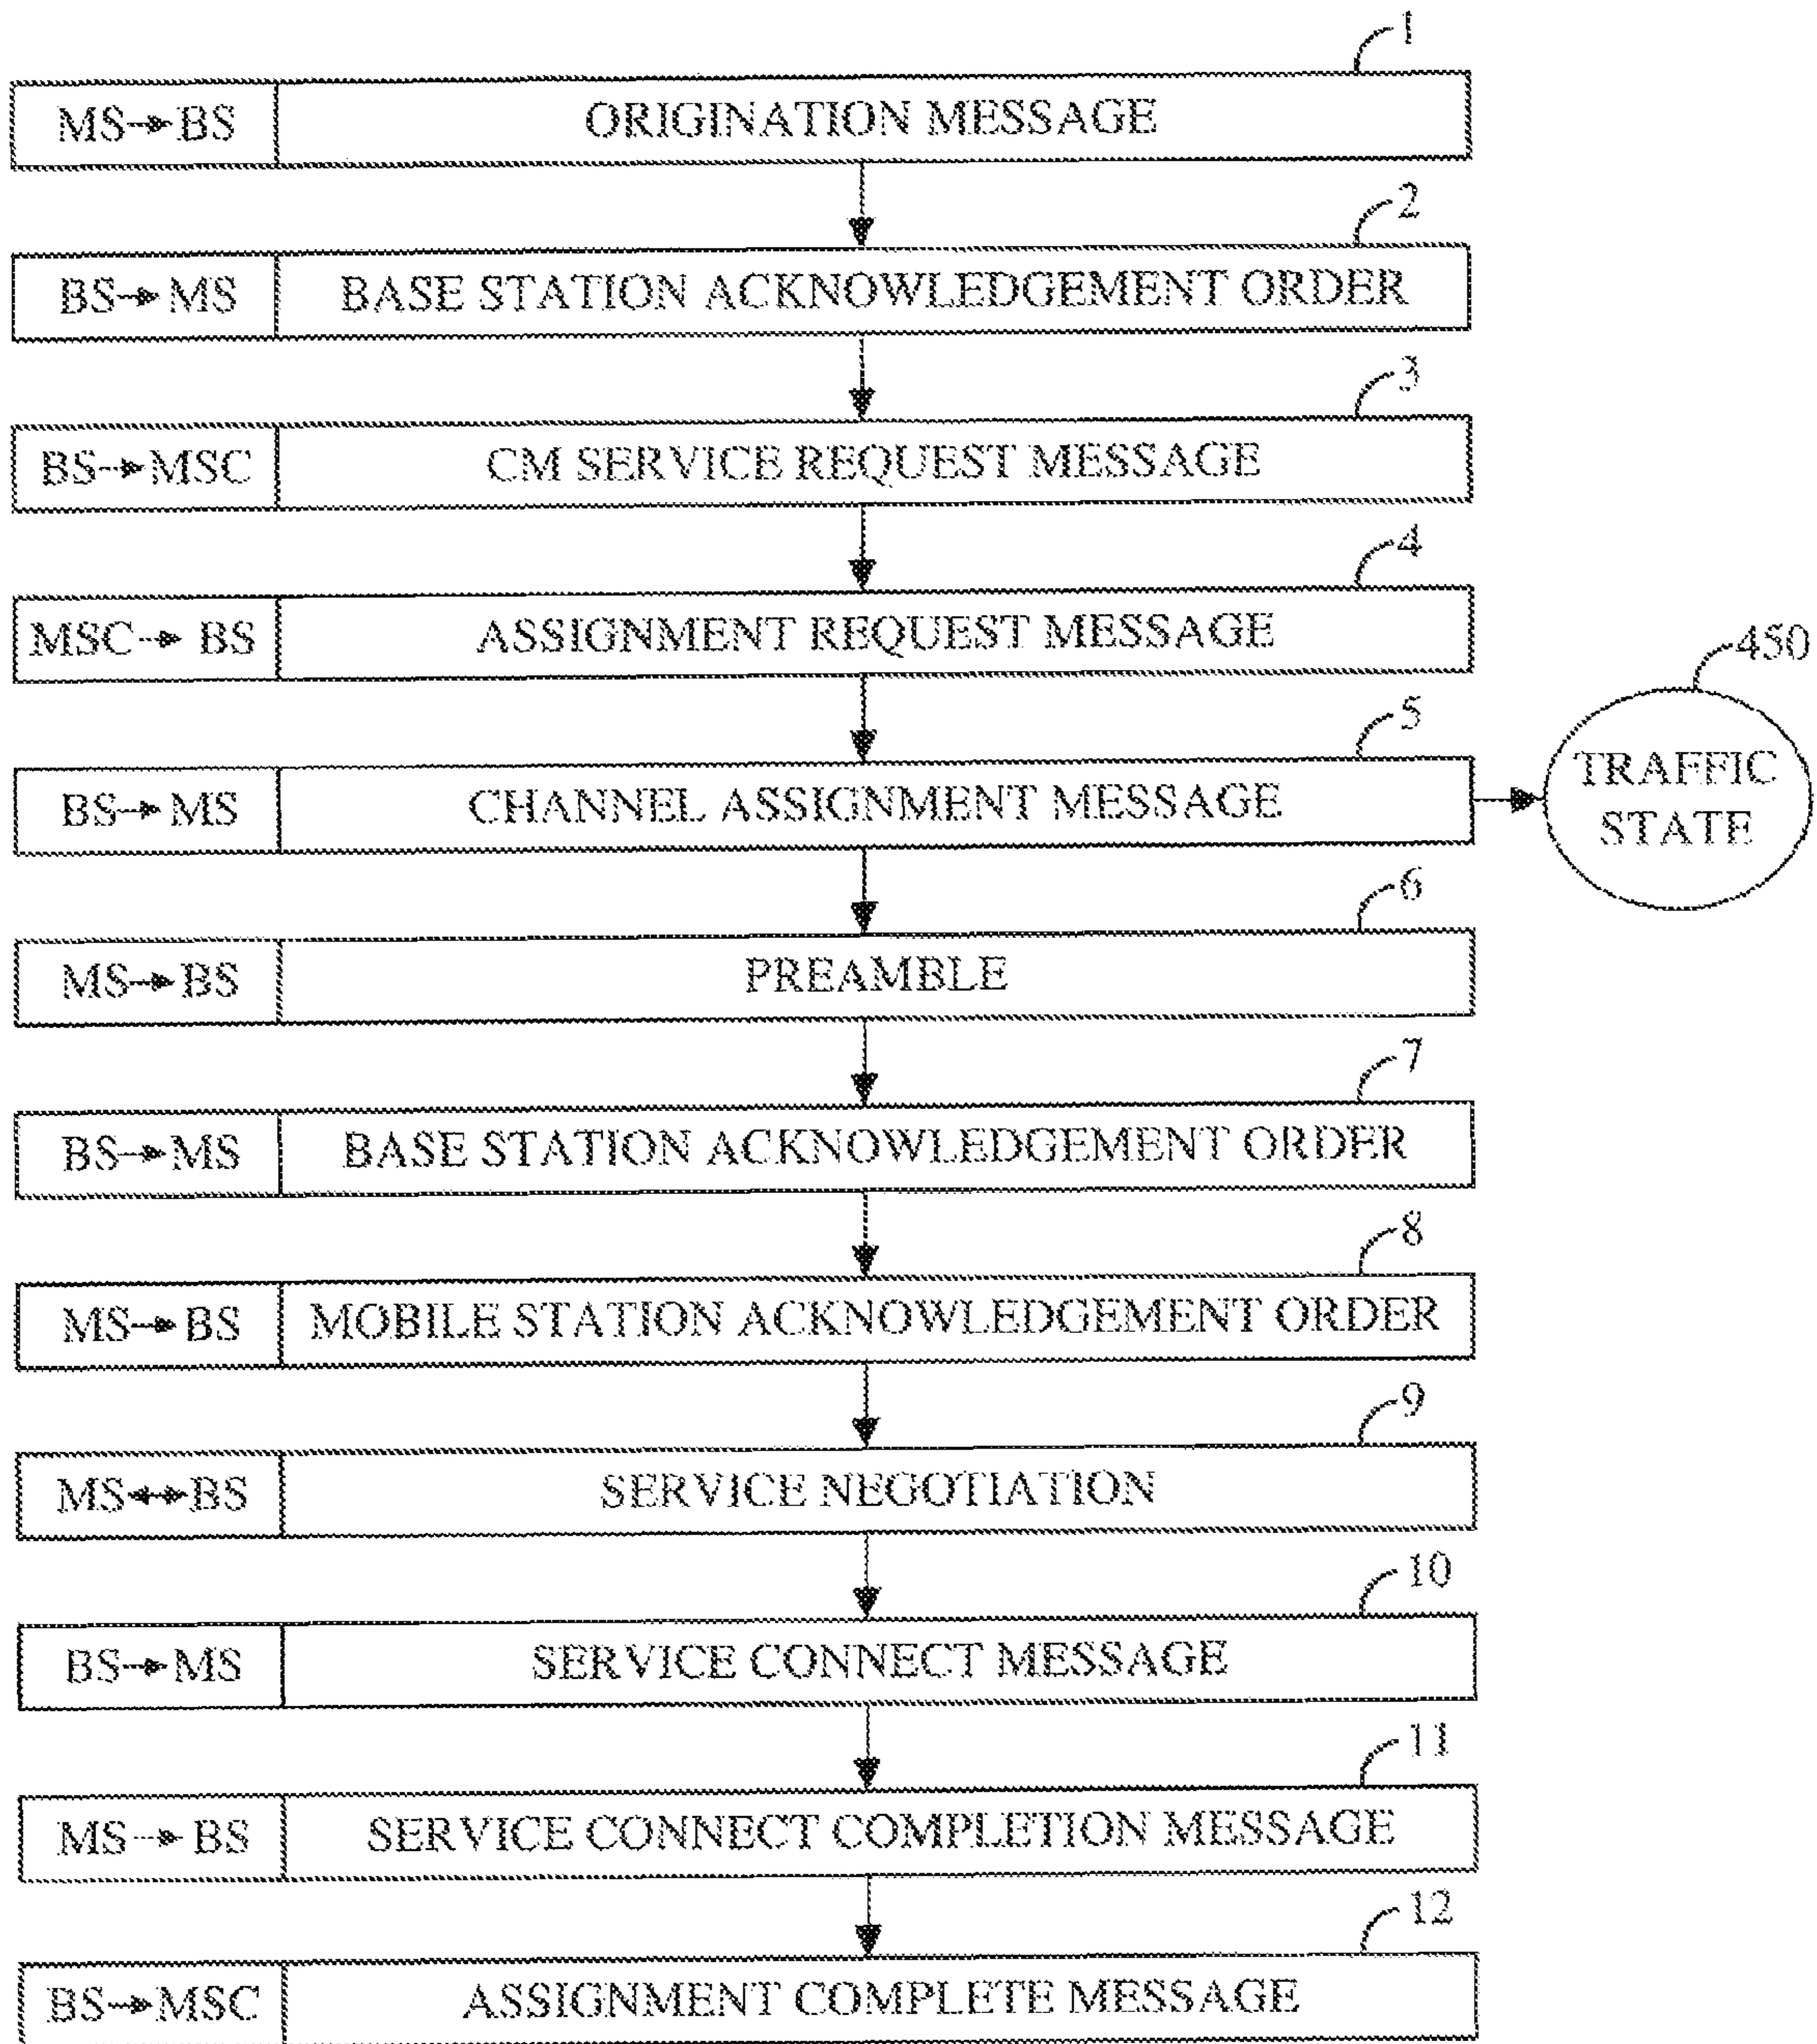 1
MS→BS ORIGINATION MESSAGE
2
BS→MS BASE STATION ACKNOWLEDGEMENT ORDER
3
BS→MSC CM SERVICE REQUEST MESSAGE
4
MSC→BS ASSIGNMENT REQUEST MESSAGE
450
TRAFFIC
STATE
5
BS→MS CHANNEL ASSIGNMENT MESSAGE
6
MS→BS PREAMBLE
7
BS→MS BASE STATION ACKNOWLEDGEMENT ORDER
8
MS→BS MOBILE STATION ACKNOWLEDGEMENT ORDER
9
MS↔BS SERVICE NEGOTIATION
10
BS→MS SERVICE CONNECT MESSAGE
11
MS→BS SERVICE CONNECT COMPLETION MESSAGE
12
BS→MSC ASSIGNMENT COMPLETE MESSAGE